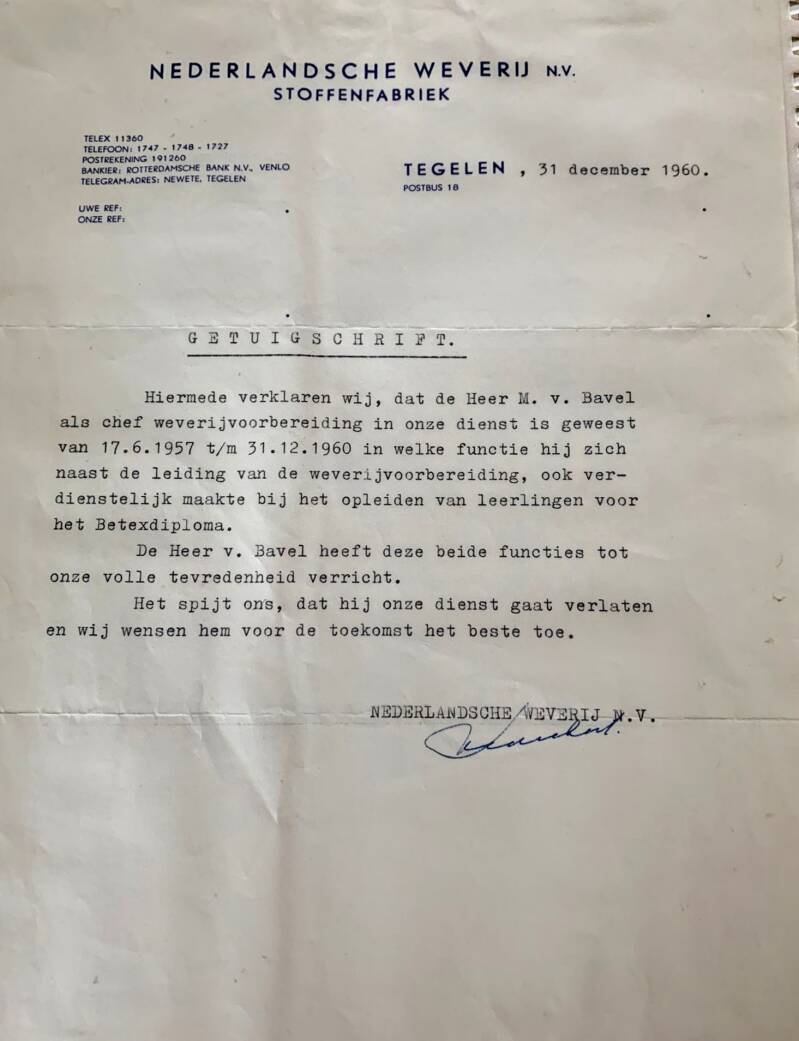 NEDERLANDSCHE WEVERIJ N.V.
STOFFENFABRIEK
TELEX 11360
TELEFOON: 1747 - 1748 - 1727
POSTREKENING 191260
BANKIER: ROTTERDAMSCHE BANK N.V., VENLO
TELEGRAM-ADRES: NEWETE, TEGELEN
TEGELEN , 31 december 1960.
POSTBUS 18
UWE REF:
ONZE REF:
GETUIGSCHRIFT.
Hiermede verklaren wij, dat de Heer M. v. Bavel
als chef weverijvoorbereiding in onze dienst is geweest
van 17.6.1957 t/m 31.12.1960 in welke functie hij zich
naast de leiding van de weverijvoorbereiding, ook ver-
dienstelijk maakte bij het opleiden van leerlingen voor
het Betexdiploma.
De Heer v. Bavel heeft deze beide functies tot
onze volle tevredenheid verricht.
Het spijt ons, dat hij onze dienst gaat verlaten
en wij wensen hem voor de toekomst het beste toe.
NEDERLANDSCHE WEVERIJ N.V.